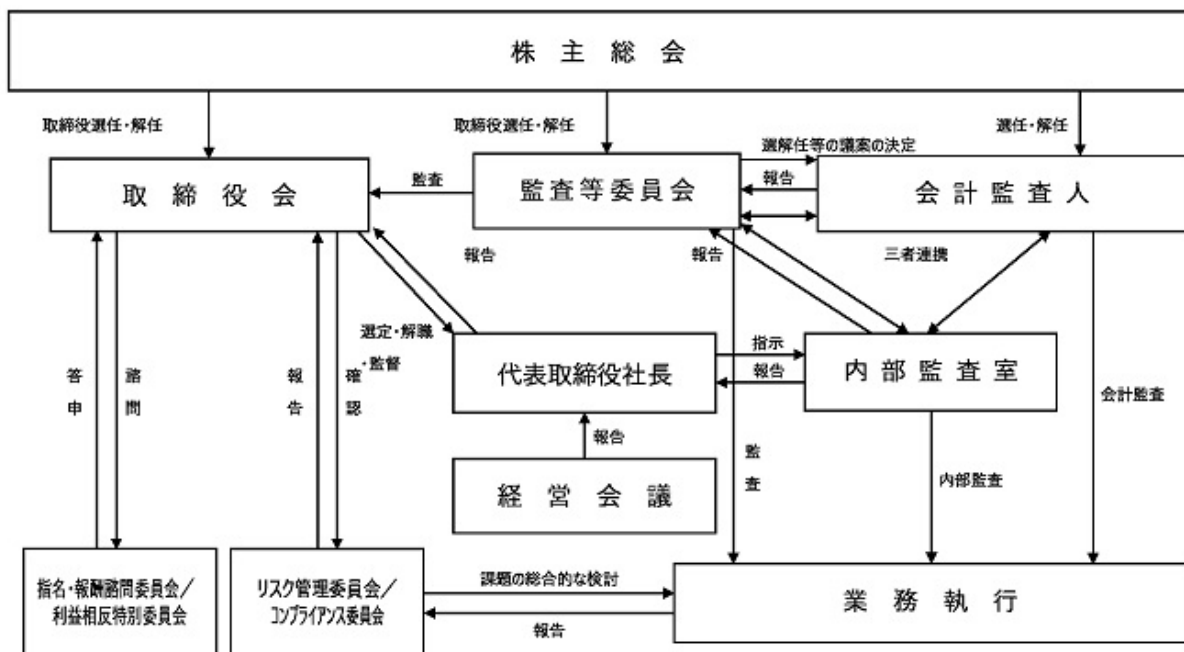 株主総会
取締役選任・解任
取締役選任・解任
選任・解任
選解任等の議案の決定
取締役会
監査
監査等委員会
報告
会計監査人
報告
報告
三者連携
選定・解職
・監督
代表取締役社長
指示
報告
内部監査室
答申
諮問
報告
確認
会計監査
報告
監査
経営会議
内部監査
指名・報酬諮問委員会／
利益相反特別委員会
リスク管理委員会／
コンプライアンス委員会
課題の総合的な検討
報告
業務執行